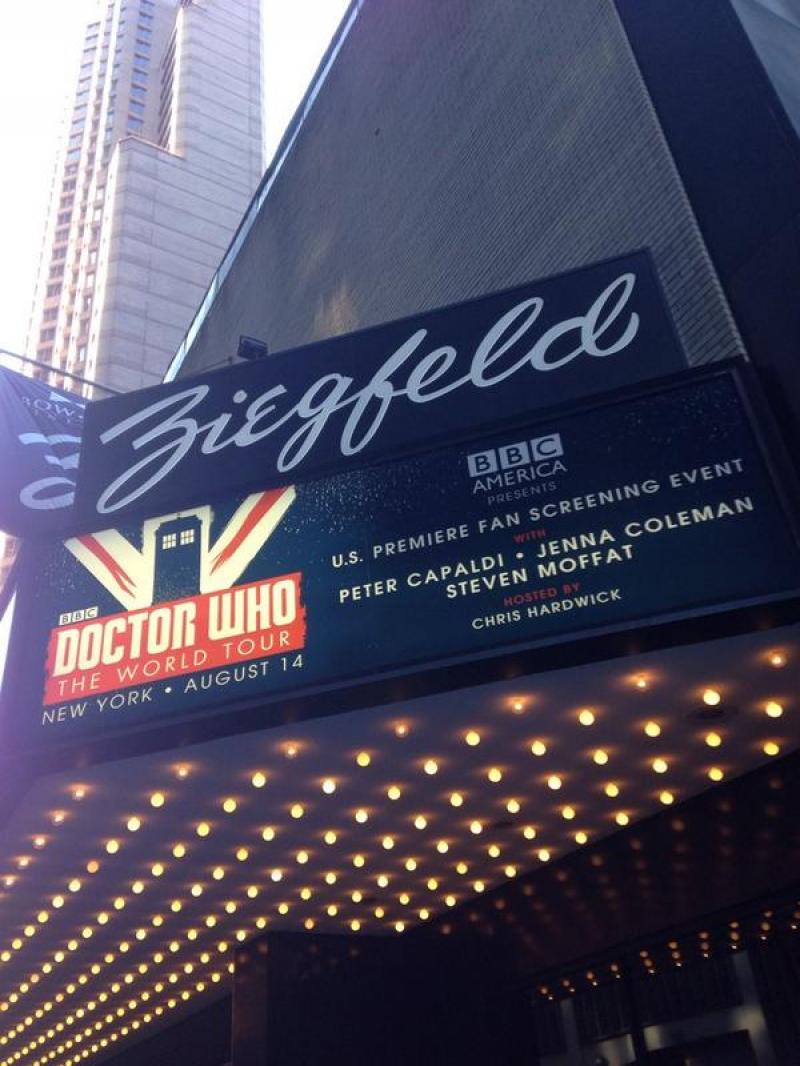 Ziegfeld
BBC
AMERICA
PRESENTS
U.S. PREMIERE FAN SCREENING EVENT
WITH
PETER CAPALDI • JENNA COLEMAN
STEVEN MOFFAT
HOSTED BY
CHRIS HARDWICK
BBC
DOCTOR WHO
THE WORLD TOUR
NEW YORK • AUGUST 14